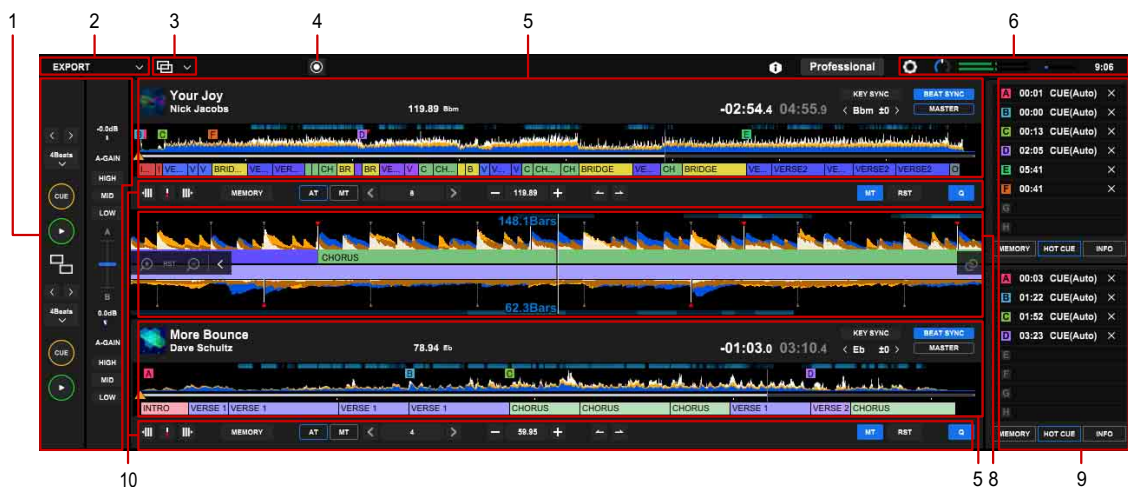 1 2 3 4 5 6
EXPORT
Professional
9:06
Your Joy
Nick Jacobs
119.89 Bbm
-02:54.4 04:55.9
KEY SYNC BEAT SYNC
Bbm ±0 MASTER
A C F D E
VE... V V BRID... VE... VER... CH BR BR VE... V C CH... B V V... V C CH... BRIDGE VE... CH BRIDGE VE... VERSE2 VE... VERSE2 VERSE2 O
MEMORY AT MT 8 119.89 MT RST Q
4Beats
CUE
-0.0dB
A-GAIN
HIGH
MID
LOW
A
B
148.1Bars
RST
CHORUS
62.3Bars
4Beats
CUE
0.0dB
A-GAIN
HIGH
MID
LOW
More Bounce
Dave Schultz
78.94 Eb
-01:03.0 03:10.4
KEY SYNC BEAT SYNC
Eb ±0 MASTER
A B C D
INTRO VERSE 1 VERSE 1 VERSE 1 VERSE 1 CHORUS CHORUS CHORUS VERSE 1 VERSE 2 CHORUS
MEMORY AT MT 4 59.95 MT RST Q
A 00:01 CUE(Auto)
B 00:00 CUE(Auto)
C 00:13 CUE(Auto)
D 02:05 CUE(Auto)
E 05:41
F 00:41
G
H
MEMORY HOT CUE INFO
A 00:03 CUE(Auto)
B 01:22 CUE(Auto)
C 01:52 CUE(Auto)
D 03:23 CUE(Auto)
E
F
G
H
MEMORY HOT CUE INFO
10 5 8 9